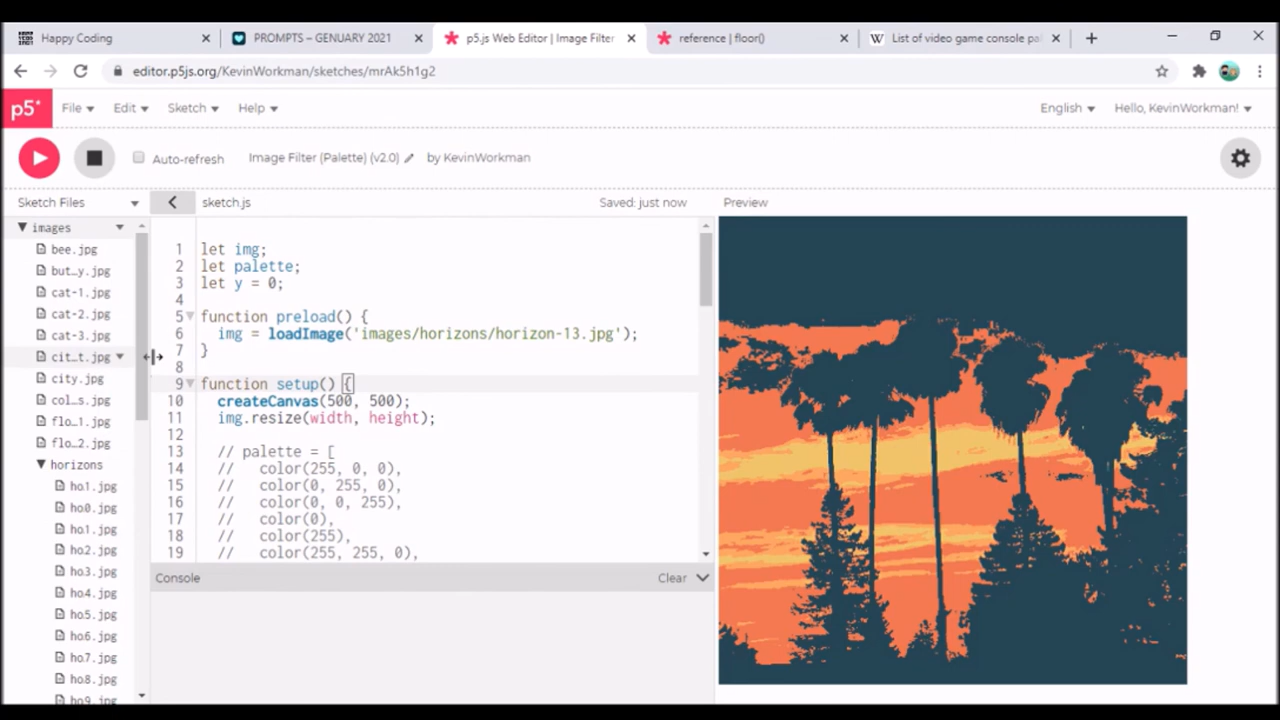 Happy Coding
PROMPTS – GENUARY 2021
p5.js Web Editor | Image Filter
reference | floor()
List of video game console pa
editor.p5js.org/KevinWorkman/sketches/mrAk5h1g2
p5* File Edit Sketch Help English Hello, KevinWorkman!
Auto-refresh Image Filter (Palette) (v2.0) by KevinWorkman
Sketch Files
sketch.js
Saved: just now
Preview
images
bee.jpg
but_y.jpg
cat-1.jpg
cat-2.jpg
cat-3.jpg
cit_t.jpg
city.jpg
col_s.jpg
flo_1.jpg
flo_2.jpg
horizons
ho1.jpg
ho0.jpg
ho1.jpg
ho2.jpg
ho3.jpg
ho4.jpg
ho5.jpg
ho6.jpg
ho7.jpg
ho8.jpg
ho9.jpg
1 let img;
2 let palette;
3 let y = 0;
4
5 function preload() {
6 img = loadImage('images/horizons/horizon-13.jpg');
7 }
8
9 function setup() {
10 createCanvas(500, 500);
11 img.resize(width, height);
12
13 // palette = [
14 // color(255, 0, 0),
15 // color(0, 255, 0),
16 // color(0, 0, 255),
17 // color(0),
18 // color(255),
19 // color(255, 255, 0),
Console
Clear